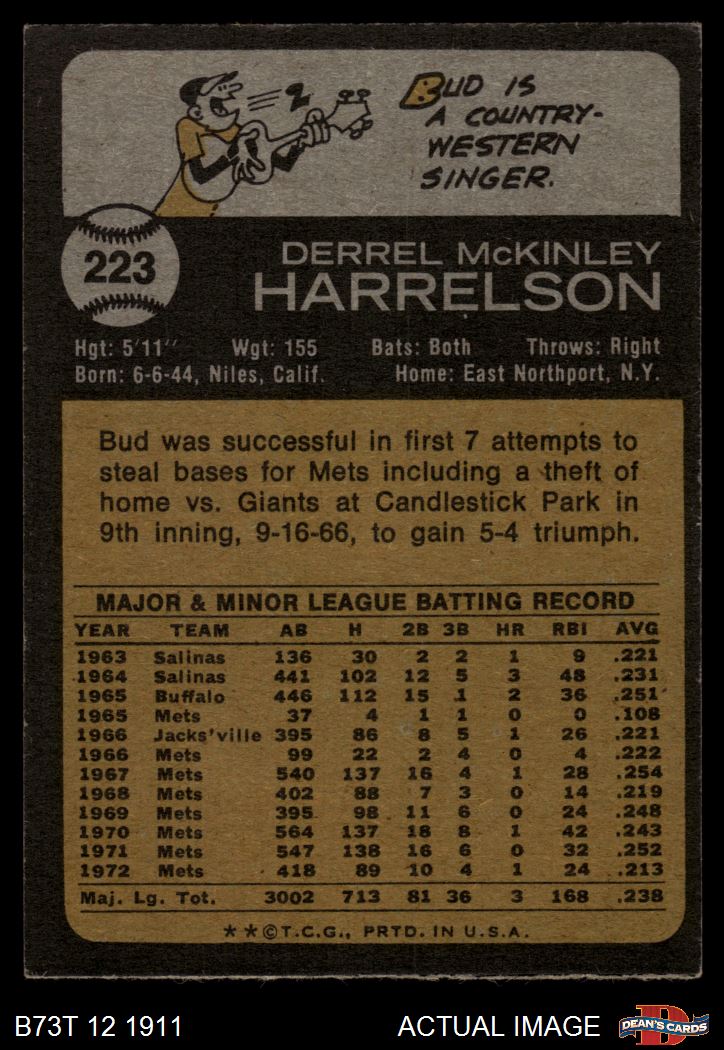 BUD IS
A COUNTRY-
WESTERN
SINGER.
223
DERREL McKINLEY
HARRELSON
Hgt: 5'11" Wgt: 155 Bats: Both Throws: Right
Born: 6-6-44, Niles, Calif. Home: East Northport, N.Y.
Bud was successful in first 7 attempts to
steal bases for Mets including a theft of
home vs. Giants at Candlestick Park in
9th inning, 9-16-66, to gain 5-4 triumph.
MAJOR & MINOR LEAGUE BATTING RECORD
YEAR TEAM AB H 2B 3B HR RBI AVG
1963 Salinas 136 30 2 2 1 9 .221
1964 Salinas 441 102 12 5 3 48 .231
1965 Buffalo 446 112 15 1 2 36 .251
1965 Mets 37 4 1 1 0 0 .108
1966 Jacks'ville 395 86 8 5 1 26 .221
1966 Mets 99 22 2 4 0 4 .222
1967 Mets 540 137 16 4 1 28 .254
1968 Mets 402 88 7 3 0 14 .219
1969 Mets 395 98 11 6 0 24 .248
1970 Mets 564 137 18 8 1 42 .243
1971 Mets 547 138 16 6 0 32 .252
1972 Mets 418 89 10 4 1 24 .213
Maj. Lg. Tot. 3002 713 81 36 3 168 .238
**©T.C.G., PRTD. IN U.S.A.
B73T 12 1911 ACTUAL IMAGE
D
DEAN'S CARDS